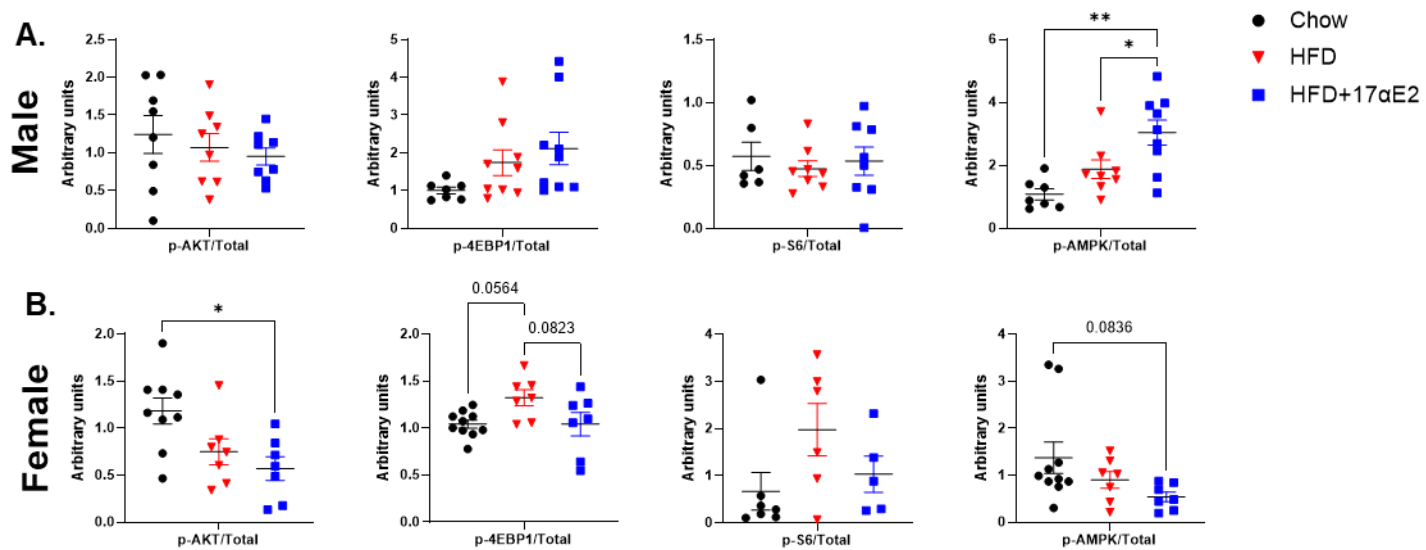 A.
Male
Arbitrary units
2.5
2.0
1.5
1.0
0.5
0.0
p-AKT/Total
Arbitrary units
5
4
3
2
1
0
p-4EBP1/Total
Arbitrary units
1.5
1.0
0.5
0.0
p-S6/Total
Arbitrary units
6
4
2
0
**
*
p-AMPK/Total
Chow
HFD
HFD+17αE2
B.
Female
Arbitrary units
2.0
1.5
1.0
0.5
0.0
*
p-AKT/Total
Arbitrary units
2.0
1.5
1.0
0.5
0.0
0.0564
0.0823
p-4EBP1/Total
Arbitrary units
4
3
2
1
0
p-S6/Total
Arbitrary units
4
3
2
1
0
0.0836
p-AMPK/Total